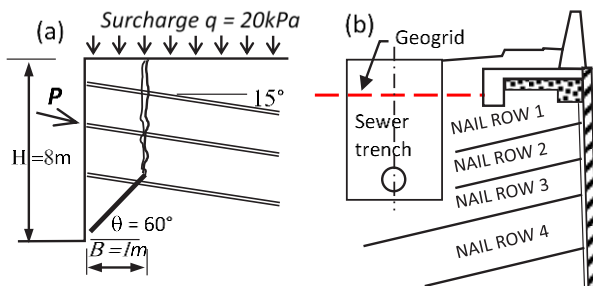 (a)
Surcharge q = 20kPa
15°
P
H=8m
θ = 60°
B=1m
(b)
Geogrid
Sewer
trench
NAIL ROW 1
NAIL ROW 2
NAIL ROW 3
NAIL ROW 4